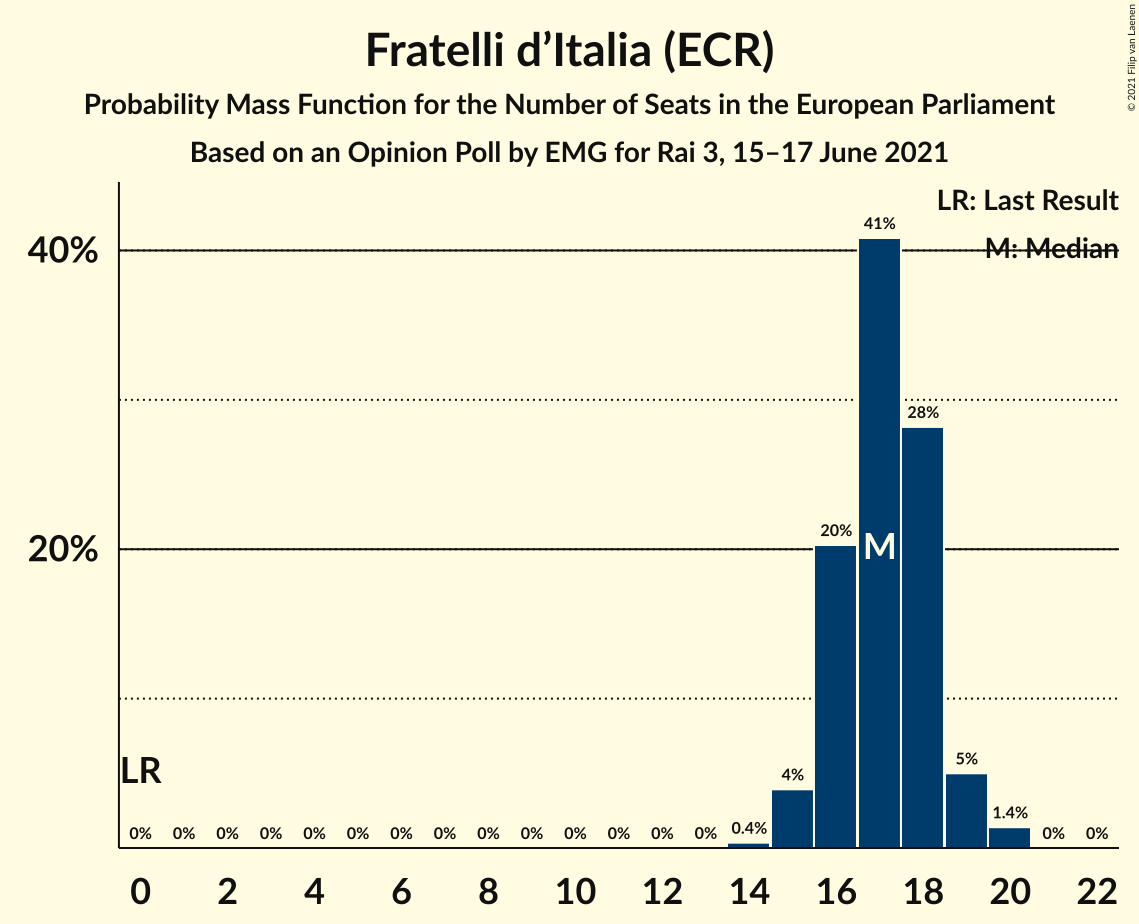 Fratelli d’Italia (ECR)
Probability Mass Function for the Number of Seats in the European Parliament
Based on an Opinion Poll by EMG for Rai 3, 15–17 June 2021
© 2021 Filip van Laenen
LR: Last Result
M: Median
40%
20%
41%
28%
20%
M
LR
5%
4%
1.4%
0.4%
0% 0% 0% 0% 0% 0% 0% 0% 0% 0% 0% 0% 0% 0% 0% 0%
0 2 4 6 8 10 12 14 16 18 20 22